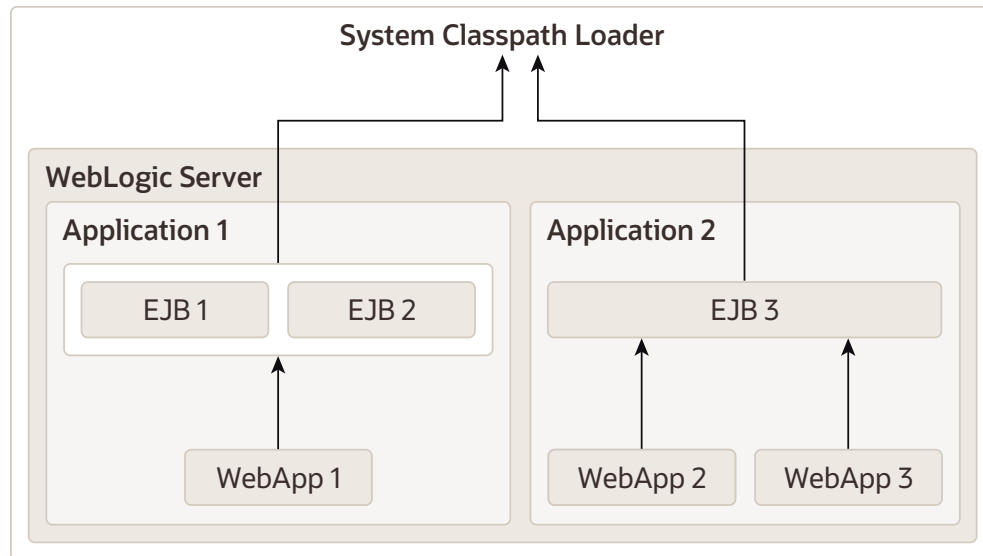 System Classpath Loader
WebLogic Server
Application 1
EJB 1
EJB 2
WebApp 1
Application 2
EJB 3
WebApp 2
WebApp 3